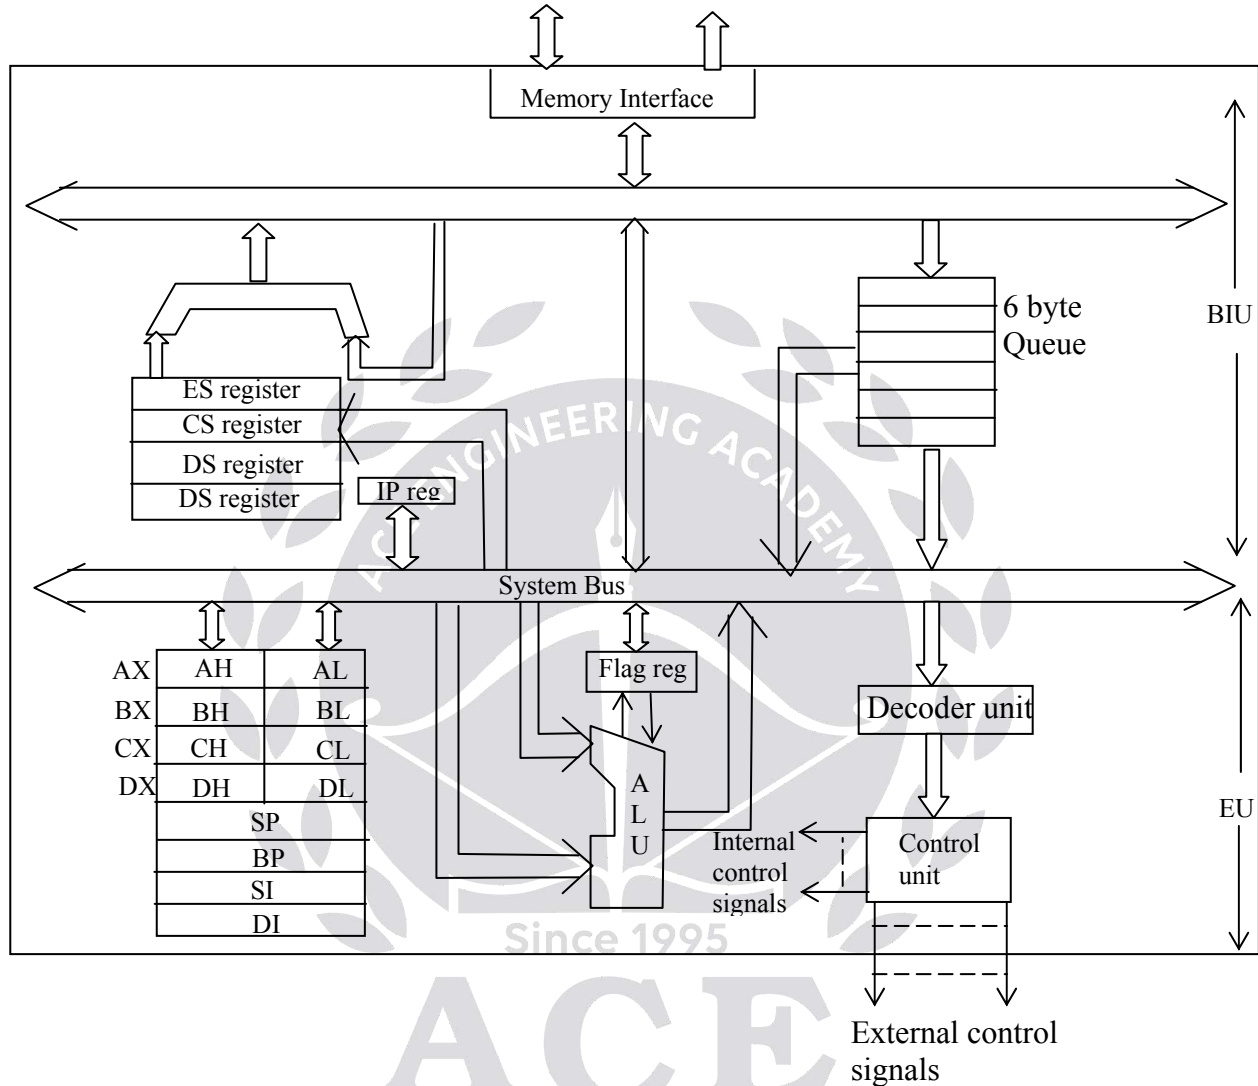 Memory Interface
6 byte
Queue
BIU
ES register
CS register
DS register
DS register
IP reg
ACE ENGINEERING ACADEMY
System Bus
AX
AH
AL
BX
BH
BL
CX
CH
CL
DX
DH
DL
SP
BP
SI
DI
Flag reg
A
L
U
Decoder unit
EU
Internal
control
signals
Control
unit
Since 1995
ACE
External control
signals